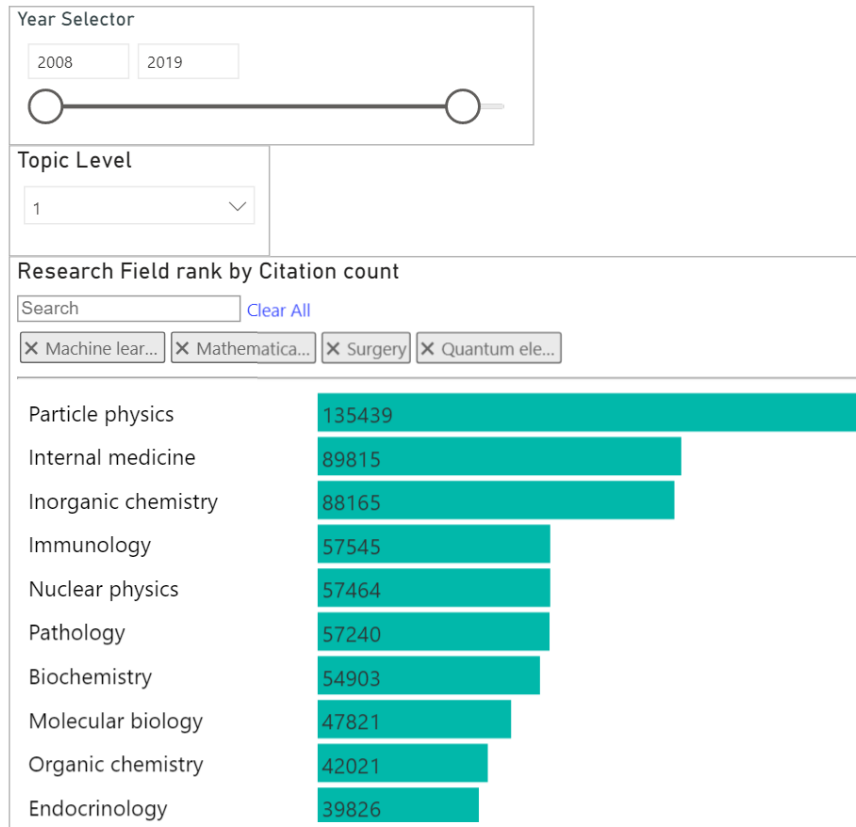 Year Selector
2008 2019
Topic Level
1
Research Field rank by Citation count
Search Clear All
✕ Machine lear... ✕ Mathematica... ✕ Surgery ✕ Quantum ele...
Particle physics 135439
Internal medicine 89815
Inorganic chemistry 88165
Immunology 57545
Nuclear physics 57464
Pathology 57240
Biochemistry 54903
Molecular biology 47821
Organic chemistry 42021
Endocrinology 39826